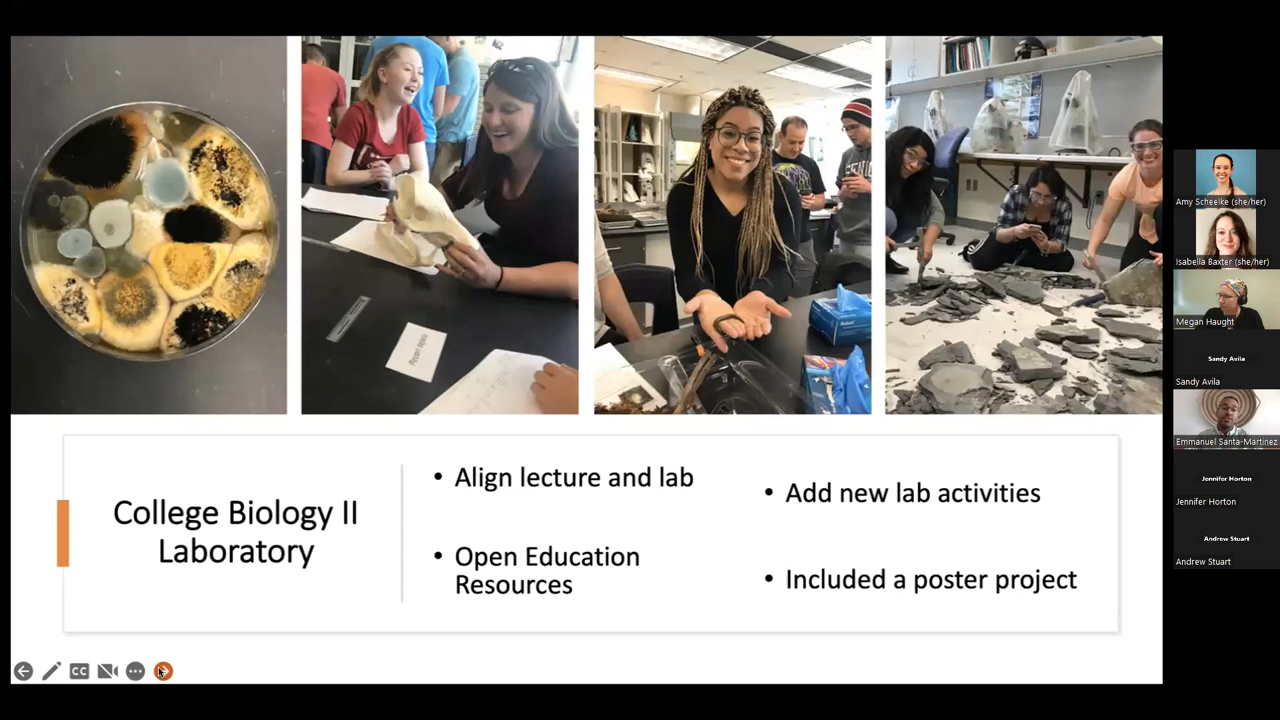 College Biology II
Laboratory
• Align lecture and lab
• Open Education
Resources
• Add new lab activities
• Included a poster project
CC
Amy Scheelke (she/her)
Isabella Baxter (she/her)
Megan Haught
Sandy Avila
Sandy Avila
Emmanuel Santa-Martinez
Jennifer Horton
Jennifer Horton
Andrew Stuart
Andrew Stuart